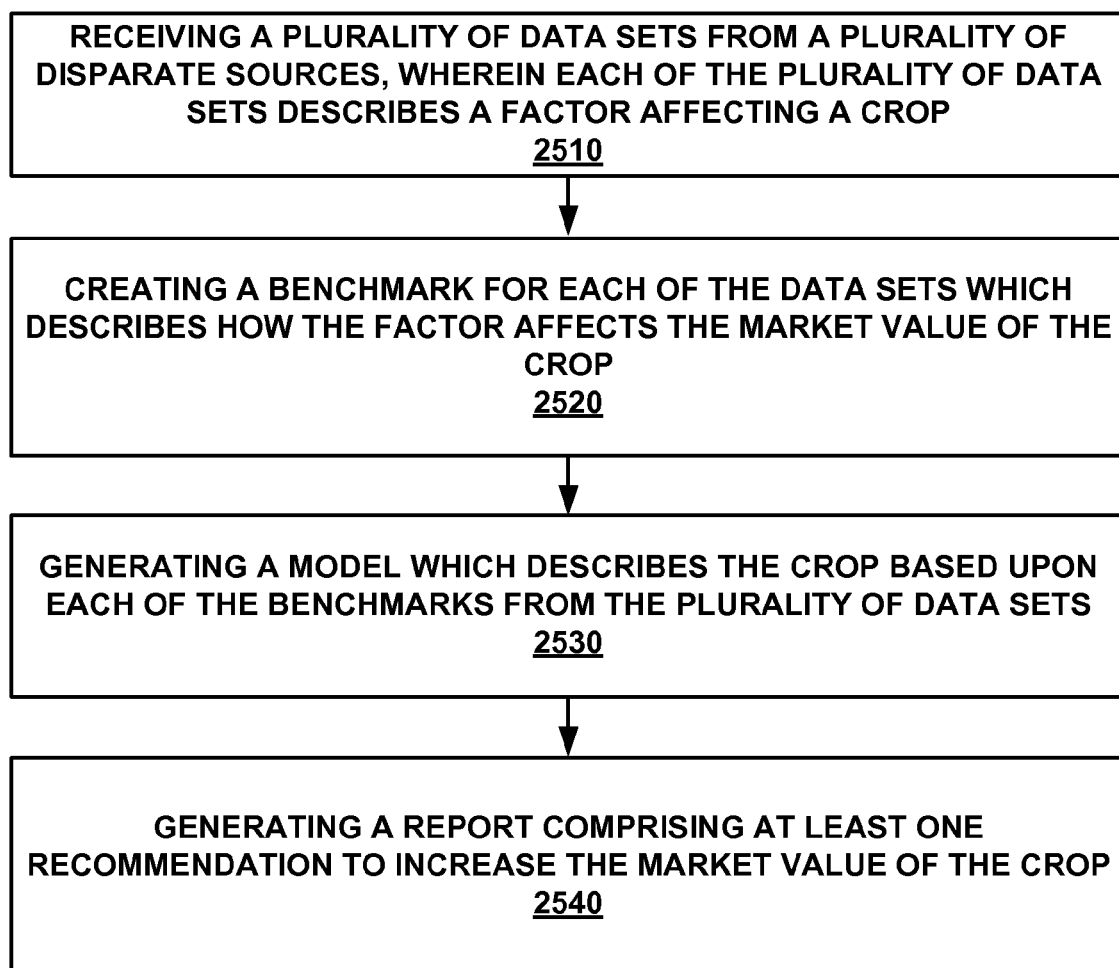 RECEIVING A PLURALITY OF DATA SETS FROM A PLURALITY OF
DISPARATE SOURCES, WHEREIN EACH OF THE PLURALITY OF DATA
SETS DESCRIBES A FACTOR AFFECTING A CROP
2510
CREATING A BENCHMARK FOR EACH OF THE DATA SETS WHICH
DESCRIBES HOW THE FACTOR AFFECTS THE MARKET VALUE OF THE
CROP
2520
GENERATING A MODEL WHICH DESCRIBES THE CROP BASED UPON
EACH OF THE BENCHMARKS FROM THE PLURALITY OF DATA SETS
2530
GENERATING A REPORT COMPRISING AT LEAST ONE
RECOMMENDATION TO INCREASE THE MARKET VALUE OF THE CROP
2540